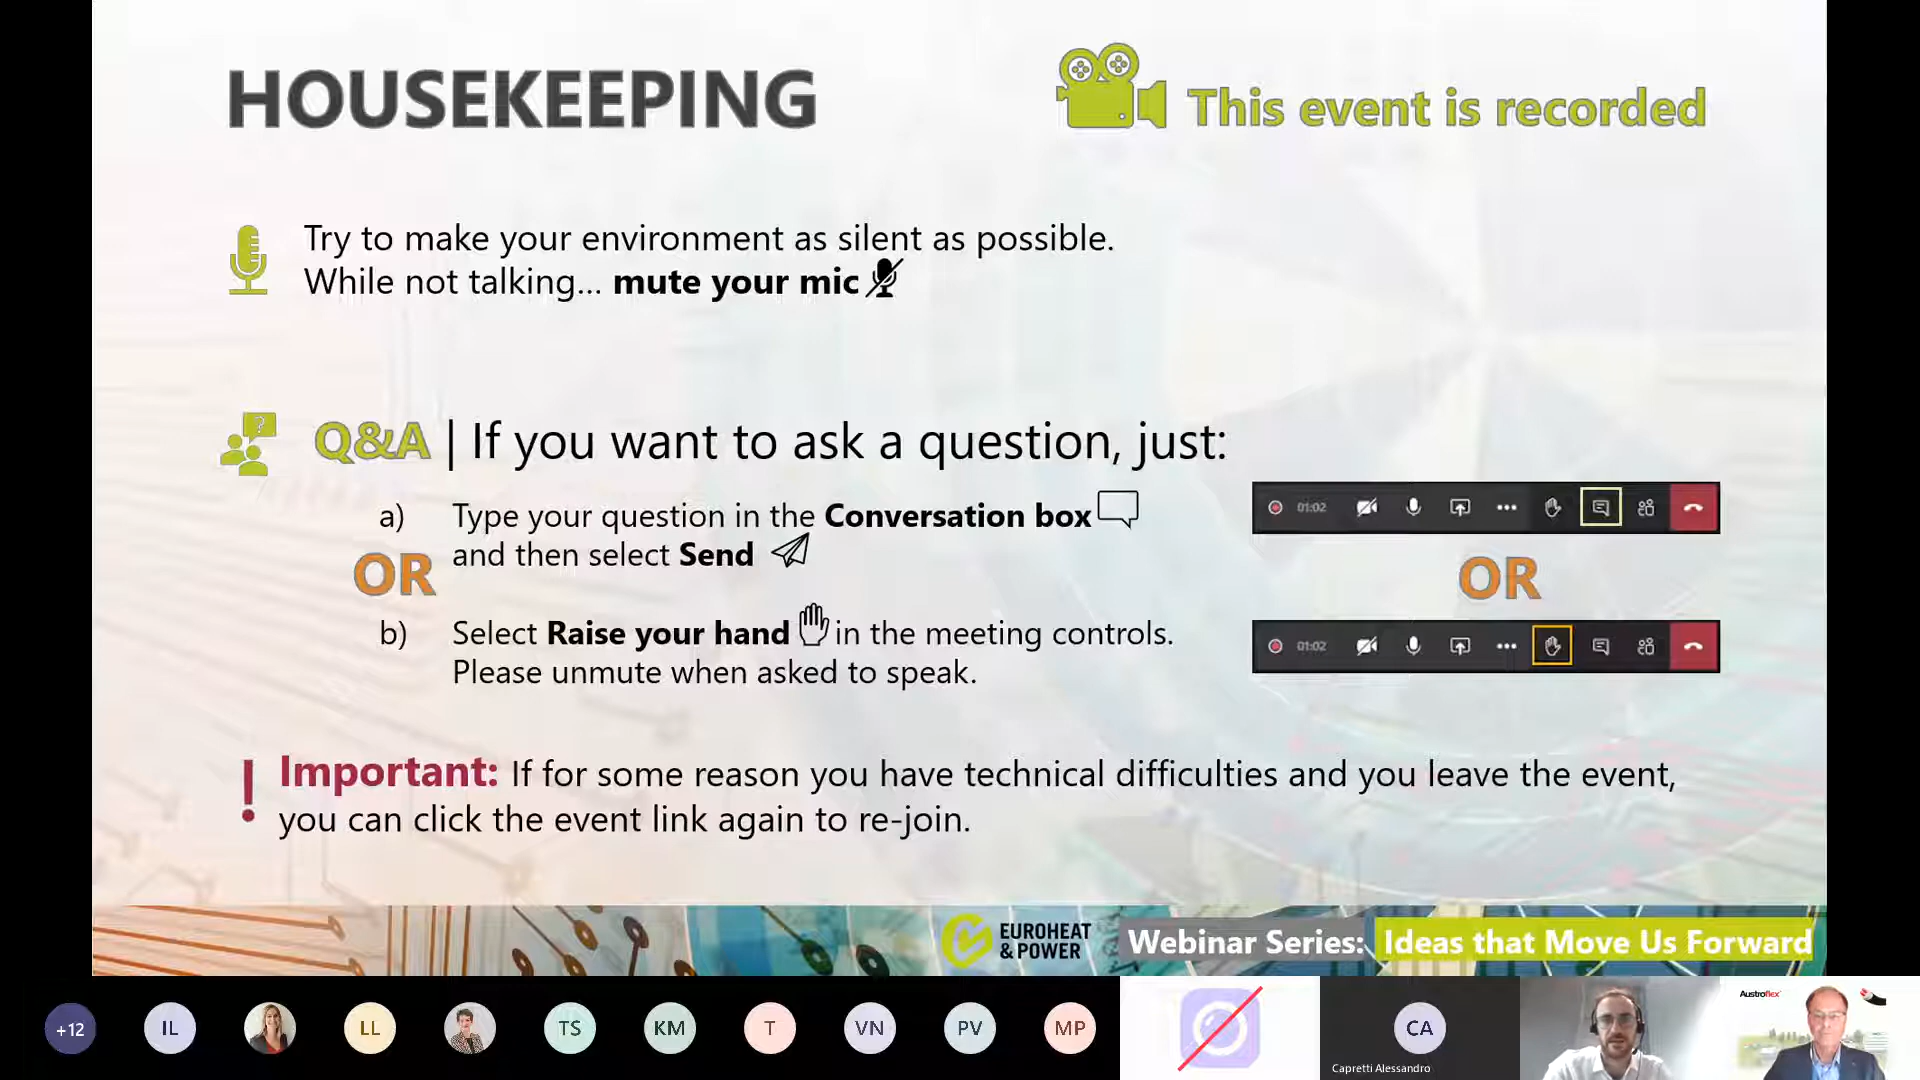 HOUSEKEEPING
This event is recorded
Try to make your environment as silent as possible.
While not talking... mute your mic
?
Q&A | If you want to ask a question, just:
a) Type your question in the Conversation box
and then select Send
OR
b) Select Raise your hand in the meeting controls.
Please unmute when asked to speak.
01:02
OR
01:02
! Important: If for some reason you have technical difficulties and you leave the event,
you can click the event link again to re-join.
EUROHEAT
& POWER
Webinar Series: Ideas that Move Us Forward
+12
IL
LL
TS
KM
T
VN
PV
MP
CA
Capretti Alessandro
Austroflex